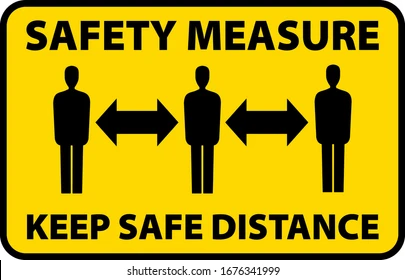 SAFETY MEASURE
KEEP SAFE DISTANCE
shutterstock.com · 1676341999